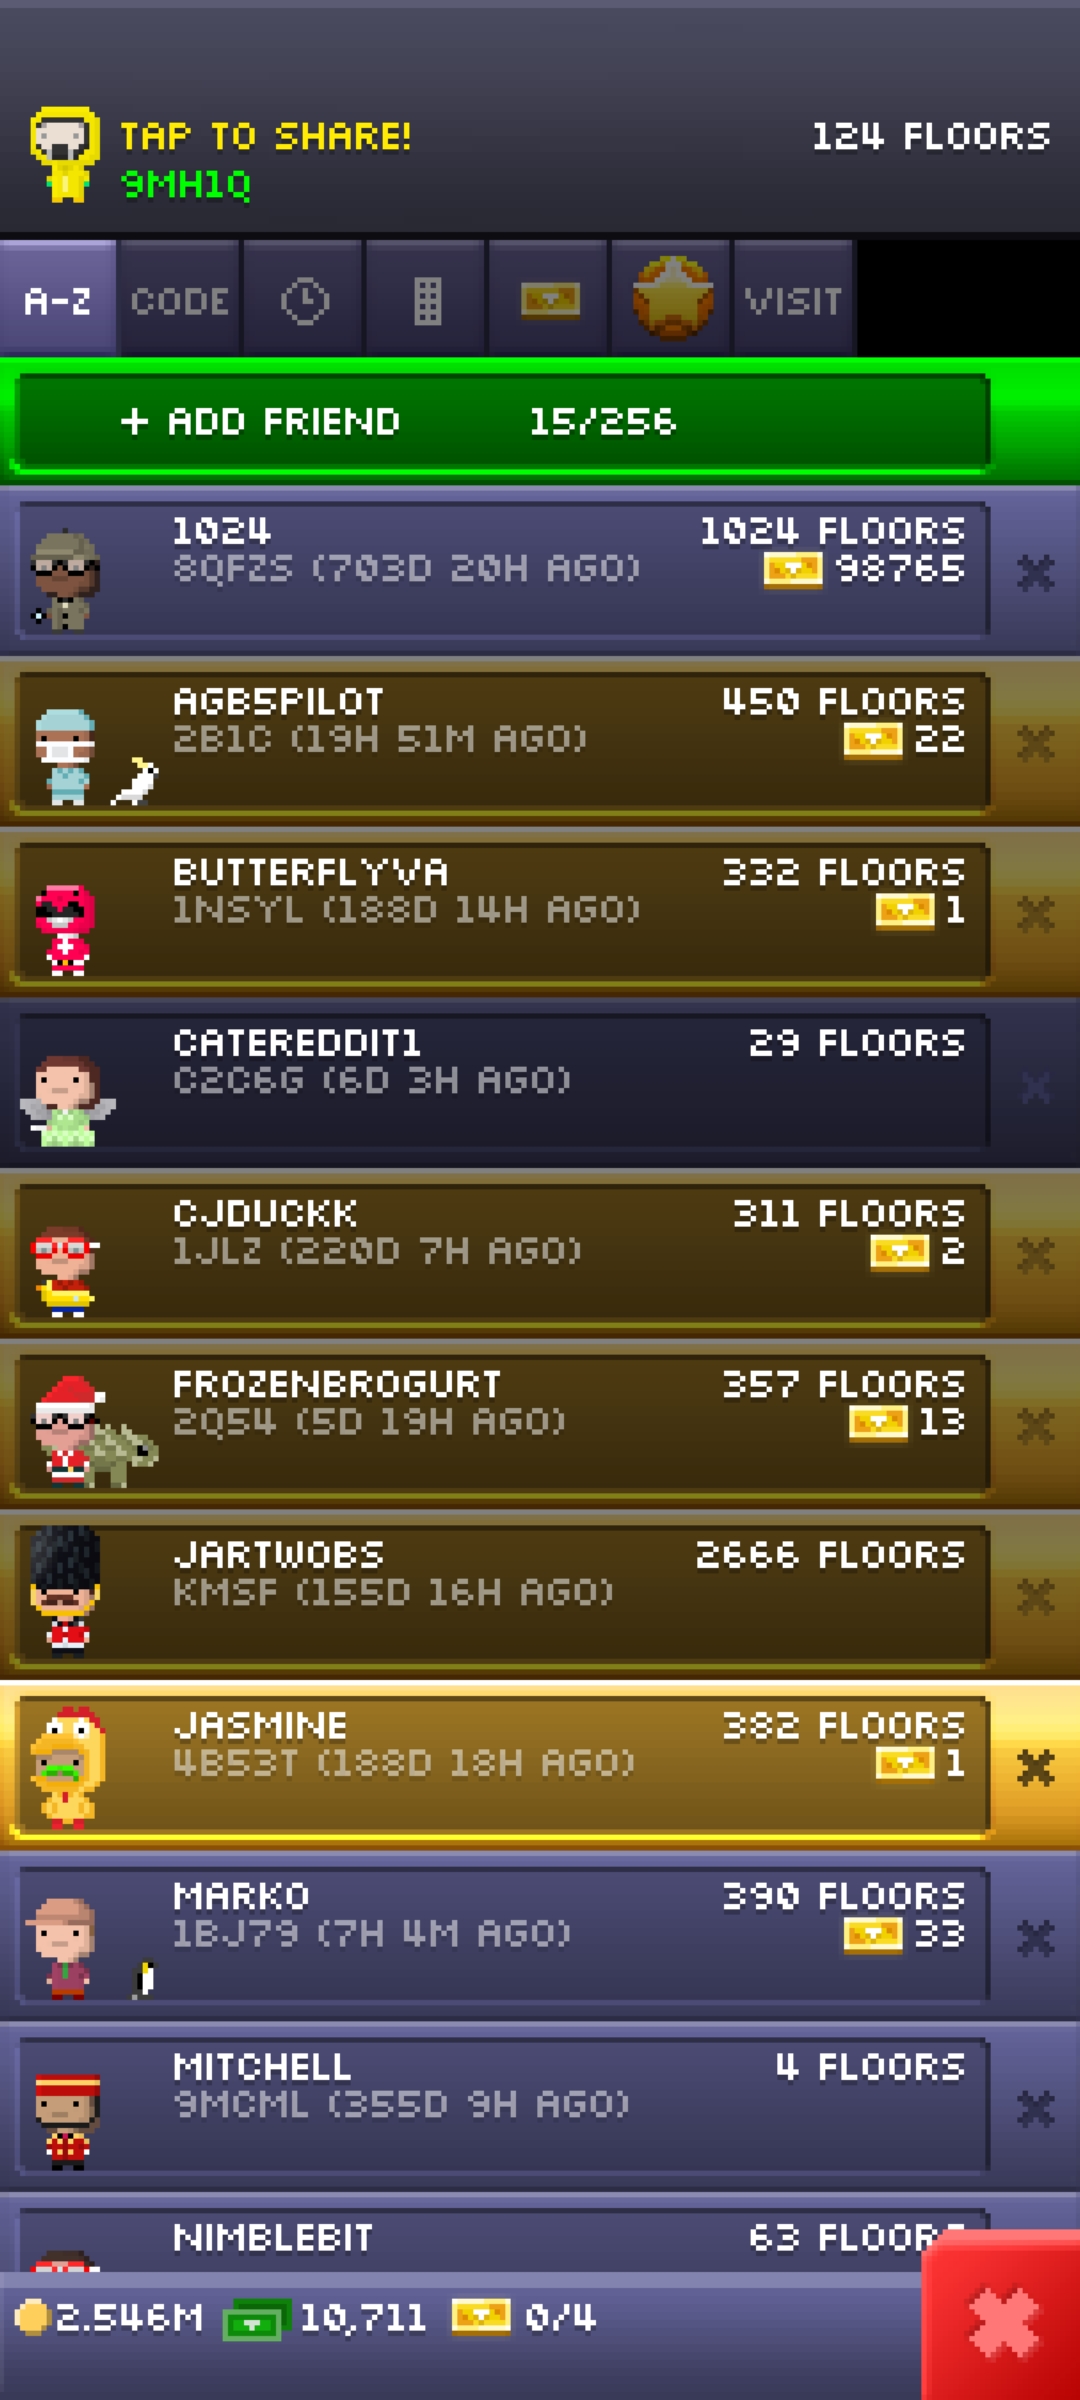 TAP TO SHARE! 124 FLOORS
9MH1Q
A-Z CODE VISIT
+ ADD FRIEND 15/256
1024 1024 FLOORS
8QFZS (703D 20H AGO) 98765
AGB5PILOT 450 FLOORS
2B1C (19H 51M AGO) 22
BUTTERFLYVA 332 FLOORS
1NSYL (188D 14H AGO) 1
CATEREDDIT1 29 FLOORS
C2C6G (6D 3H AGO)
CJDUCKK 311 FLOORS
1JLZ (220D 7H AGO) 2
FROZENBROGURT 357 FLOORS
2Q54 (5D 19H AGO) 13
JARTWOBS 2666 FLOORS
KMSF (155D 16H AGO)
JASMINE 382 FLOORS
4B53T (188D 18H AGO) 1
MARKO 390 FLOORS
1BJ79 (7H 4M AGO) 33
MITCHELL 4 FLOORS
9MCML (355D 9H AGO)
NIMBLEBIT 63 FLOORS
2.546M 10,711 0/4